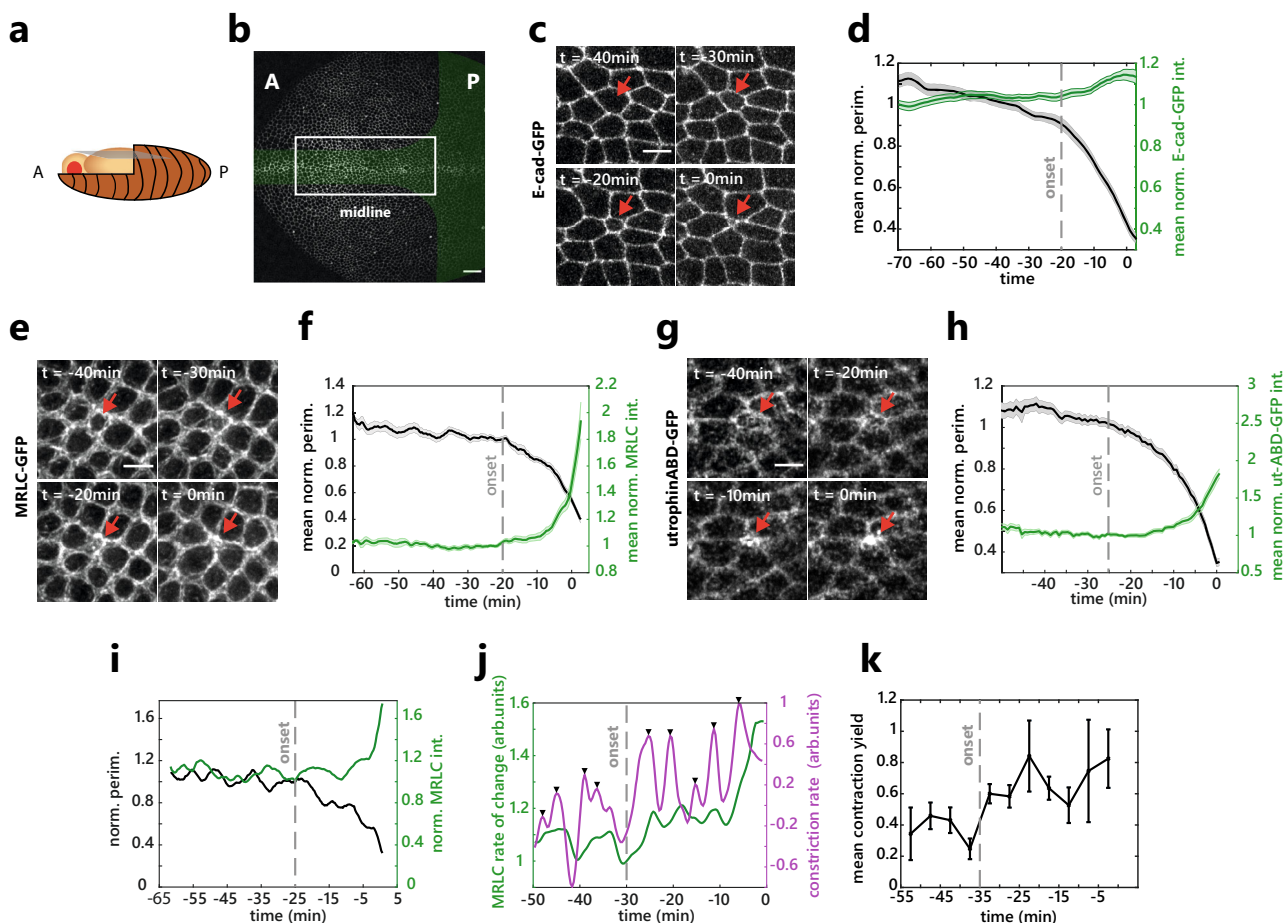 a
A
P
b
A
P
midline
c
E-cad-GFP
t = -40min
t = -30min
t = -20min
t = 0min
d
mean norm. perim.
1
0.8
0.6
0.4
1.2
1
0.8
0.6
0.4
mean norm. E-cad-GFP int.
onset
-70 -60 -50 -40 -30 -20 -10 0
time
e
MRLC-GFP
t = -40min
t = -30min
t = -20min
t = 0min
f
mean norm. perim.
1.4
1.2
1
0.8
0.6
0.4
0.2
0
2.2
2
1.8
1.6
1.4
1.2
1
0.8
mean norm. MRLC int.
onset
-60 -50 -40 -30 -20 -10 0
time (min)
g
utrophinABD-GFP
t = -40min
t = -20min
t = -10min
t = 0min
h
mean norm. perim.
1.2
1
0.8
0.6
0.4
3
2.5
2
1.5
1
0.5
mean norm. ut-ABD-GFP int.
onset
-40 -30 -20 -10 0
time (min)
i
norm. perim.
1.6
1.2
0.8
0.4
0
1.6
1.2
0.8
0.4
0
norm. MRLC int.
onset
-65 -55 -45 -35 -25 -15 -5 5
time (min)
j
MRLC rate of change (arb.units)
1.6
1.4
1.2
1
1
0.6
0.2
-0.2
-0.6
constriction rate (arb.units)
onset
-50 -40 -30 -20 -10 0
time (min)
k
mean contraction yield
1.2
1
0.8
0.6
0.4
0.2
0
onset
-55 -45 -35 -25 -15 -5
time (min)